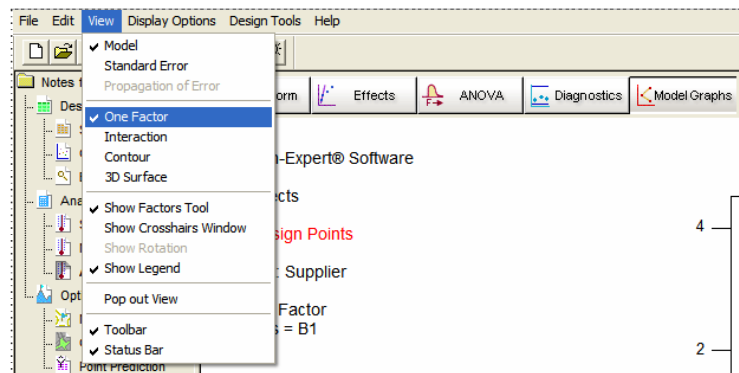 File Edit View Display Options Design Tools Help
Model
Standard Error
Propagation of Error
One Factor
Interaction
Contour
3D Surface
Show Factors Tool
Show Crosshairs Window
Show Rotation
Show Legend
Pop out View
Toolbar
Status Bar
Notes
Des
Ana
Opt
Point Prediction
orm Effects ANOVA Diagnostics Model Graphs
n-Expert® Software
cts
sign Points
: Supplier
Factor
= B1
4
2